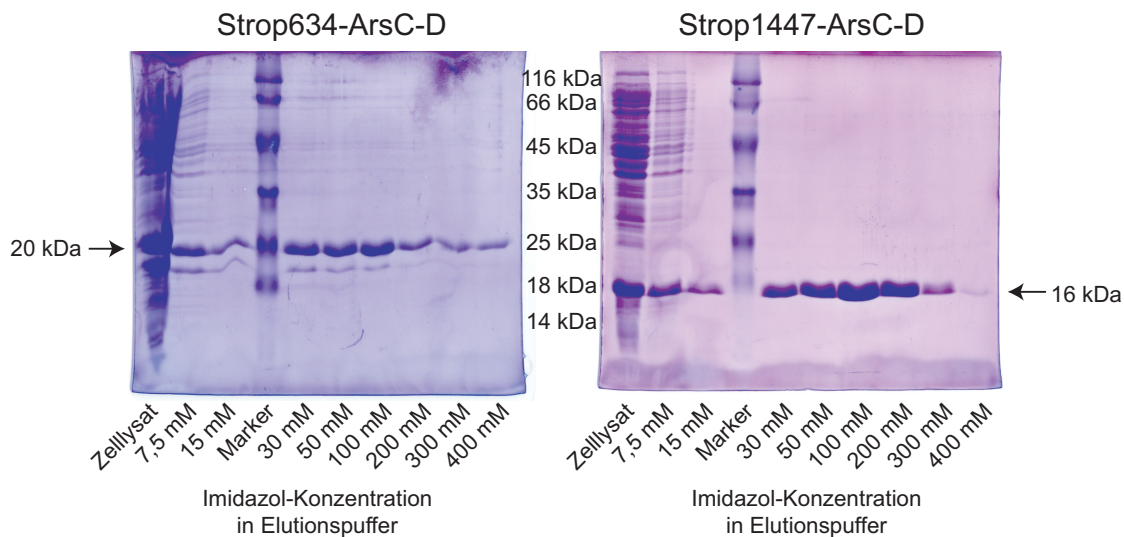 Strop634-ArsC-D
Strop1447-ArsC-D
116 kDa
66 kDa
45 kDa
35 kDa
25 kDa
18 kDa
14 kDa
20 kDa
16 kDa
Zelllysat
7,5 mM
15 mM
Marker
30 mM
50 mM
100 mM
200 mM
300 mM
400 mM
Zelllysat
7,5 mM
15 mM
Marker
30 mM
50 mM
100 mM
200 mM
300 mM
400 mM
Imidazol-Konzentration
in Elutionspuffer
Imidazol-Konzentration
in Elutionspuffer